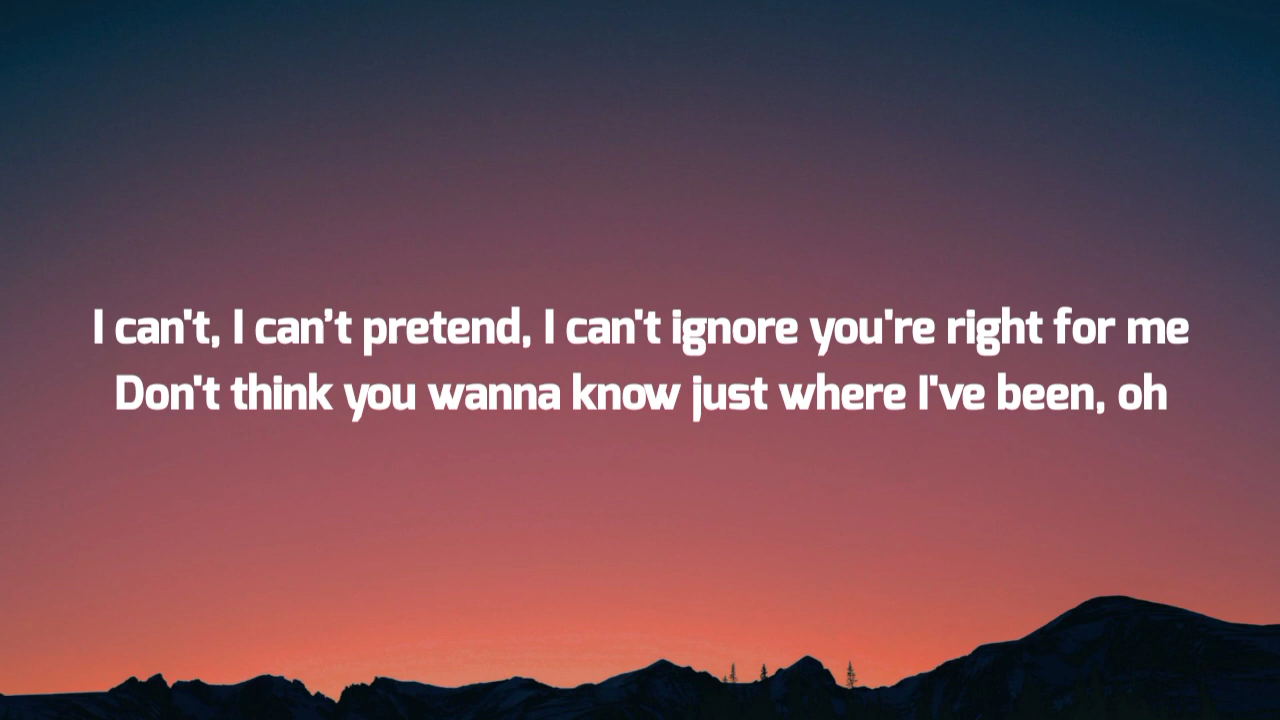 I can't, I can’t pretend, I can't ignore you're right for me
Don't think you wanna know just where I've been, oh